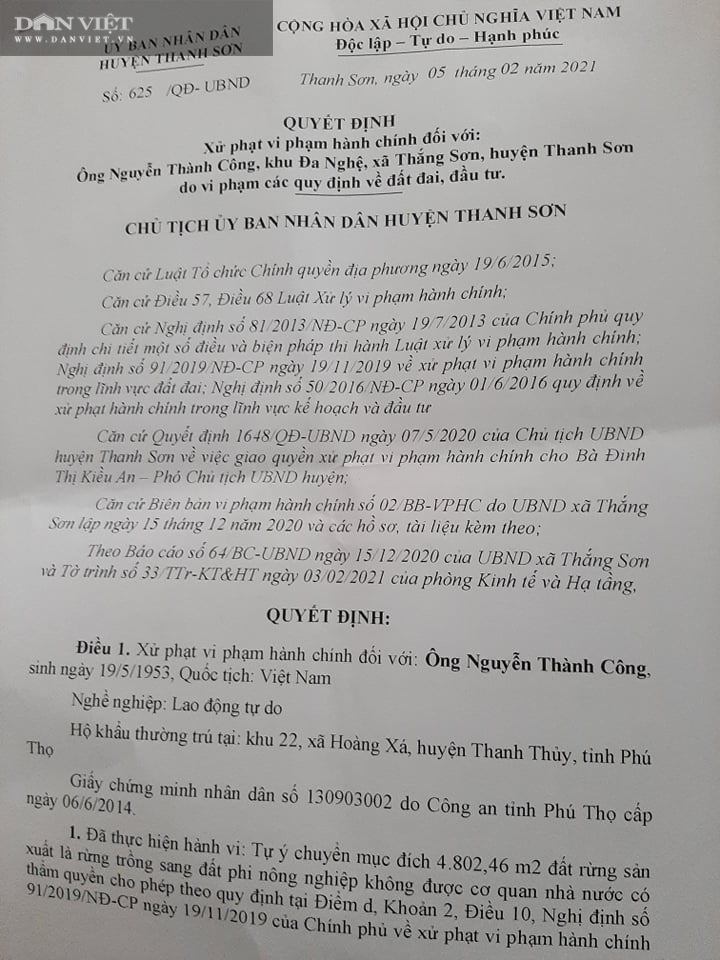 DÂN VIỆT
WWW.DANVIET.VN
ỦY BAN NHÂN DÂN
HUYỆN THANH SƠN
Số: 625 /QĐ- UBND
CỘNG HÒA XÃ HỘI CHỦ NGHĨA VIỆT NAM
Độc lập – Tự do – Hạnh phúc
Thanh Sơn, ngày 05 tháng 02 năm 2021
QUYẾT ĐỊNH
Xử phạt vi phạm hành chính đối với:
Ông Nguyễn Thành Công, khu Đa Nghệ, xã Thắng Sơn, huyện Thanh Sơn
do vi phạm các quy định về đất đai, đầu tư.
CHỦ TỊCH ỦY BAN NHÂN DÂN HUYỆN THANH SƠN
Căn cứ Luật Tổ chức Chính quyền địa phương ngày 19/6/2015;
Căn cứ Điều 57, Điều 68 Luật Xử lý vi phạm hành chính;
Căn cứ Nghị định số 81/2013/NĐ-CP ngày 19/7/2013 của Chính phủ quy
định chi tiết một số điều và biện pháp thi hành Luật xử lý vi phạm hành chính;
Nghị định số 91/2019/NĐ-CP ngày 19/11/2019 về xử phạt vi phạm hành chính
trong lĩnh vực đất đai; Nghị định số 50/2016/NĐ-CP ngày 01/6/2016 quy định về
xử phạt hành chính trong lĩnh vực kế hoạch và đầu tư
Căn cứ Quyết định 1648/QĐ-UBND ngày 07/5/2020 của Chủ tịch UBND
huyện Thanh Sơn về việc giao quyền xử phạt vi phạm hành chính cho Bà Đinh
Thị Kiều An – Phó Chủ tịch UBND huyện;
Căn cứ Biên bản vi phạm hành chính số 02/BB-VPHC do UBND xã Thắng
Sơn lập ngày 15 tháng 12 năm 2020 và các hồ sơ, tài liệu kèm theo;
Theo Báo cáo số 64/BC-UBND ngày 15/12/2020 của UBND xã Thắng Sơn
và Tờ trình số 33/TTr-KT&HT ngày 03/02/2021 của phòng Kinh tế và Hạ tầng,
QUYẾT ĐỊNH:
Điều 1. Xử phạt vi phạm hành chính đối với: Ông Nguyễn Thành Công,
sinh ngày 19/5/1953, Quốc tịch: Việt Nam
Nghề nghiệp: Lao động tự do
Hộ khẩu thường trú tại: khu 22, xã Hoàng Xá, huyện Thanh Thủy, tỉnh Phú
Thọ
Giấy chứng minh nhân dân số 130903002 do Công an tỉnh Phú Thọ cấp
ngày 06/6/2014.
1. Đã thực hiện hành vi: Tự ý chuyển mục đích 4.802,46 m2 đất rừng sản
xuất là rừng trồng sang đất phi nông nghiệp không được cơ quan nhà nước có
thẩm quyền cho phép theo quy định tại Điểm d, Khoản 2, Điều 10, Nghị định số
91/2019/NĐ-CP ngày 19/11/2019 của Chính phủ về xử phạt vi phạm hành chính